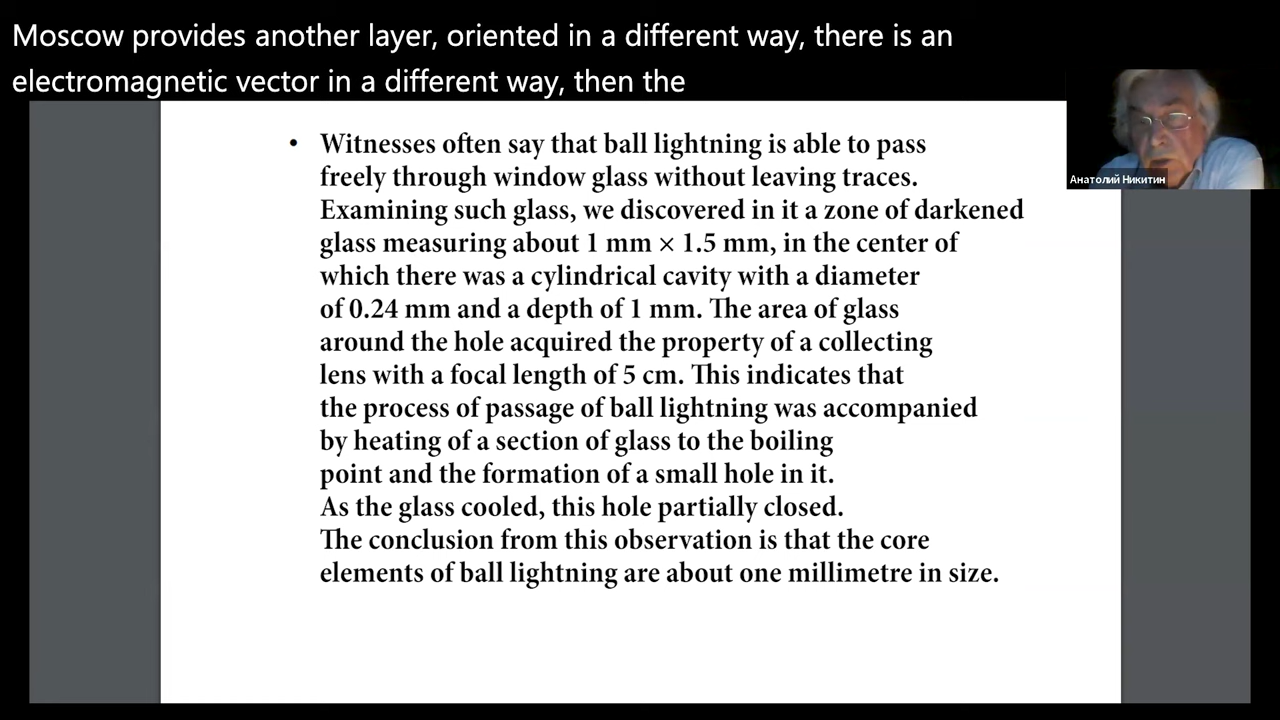 Moscow provides another layer, oriented in a different way, there is an
electromagnetic vector in a different way, then the
• Witnesses often say that ball lightning is able to pass
freely through window glass without leaving traces.
Examining such glass, we discovered in it a zone of darkened
glass measuring about 1 mm × 1.5 mm, in the center of
which there was a cylindrical cavity with a diameter
of 0.24 mm and a depth of 1 mm. The area of glass
around the hole acquired the property of a collecting
lens with a focal length of 5 cm. This indicates that
the process of passage of ball lightning was accompanied
by heating of a section of glass to the boiling
point and the formation of a small hole in it.
As the glass cooled, this hole partially closed.
The conclusion from this observation is that the core
elements of ball lightning are about one millimetre in size.
Анатолий Никитин